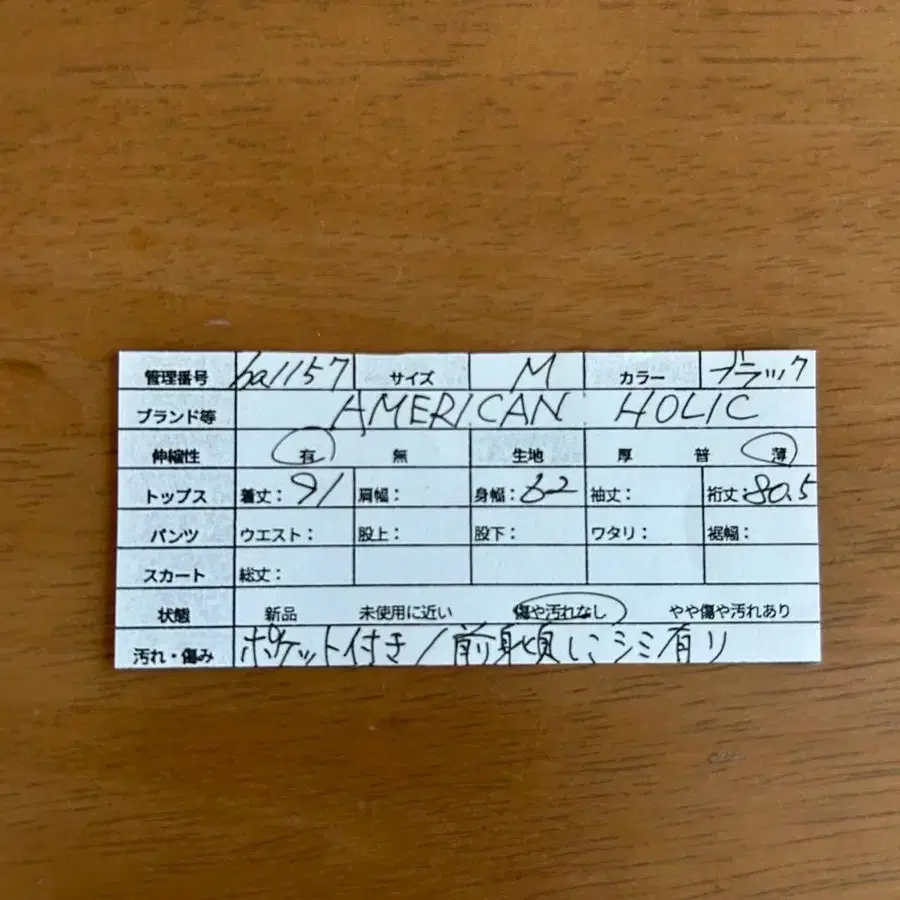 管理番号 ba1157 サイズ M カラー ブラック
ブランド等 AMERICAN HOLIC
伸縮性 有 無 生地 厚 普 薄
トップス 着丈: 91 肩幅: 身幅: 62 袖丈: 裄丈: 80.5
パンツ ウエスト: 股上: 股下: ワタリ: 裾幅:
スカート 総丈:
状態 新品 未使用に近い 傷や汚れなし やや傷や汚れあり
汚れ・傷み ポケット付き/前身頃にシミ有り